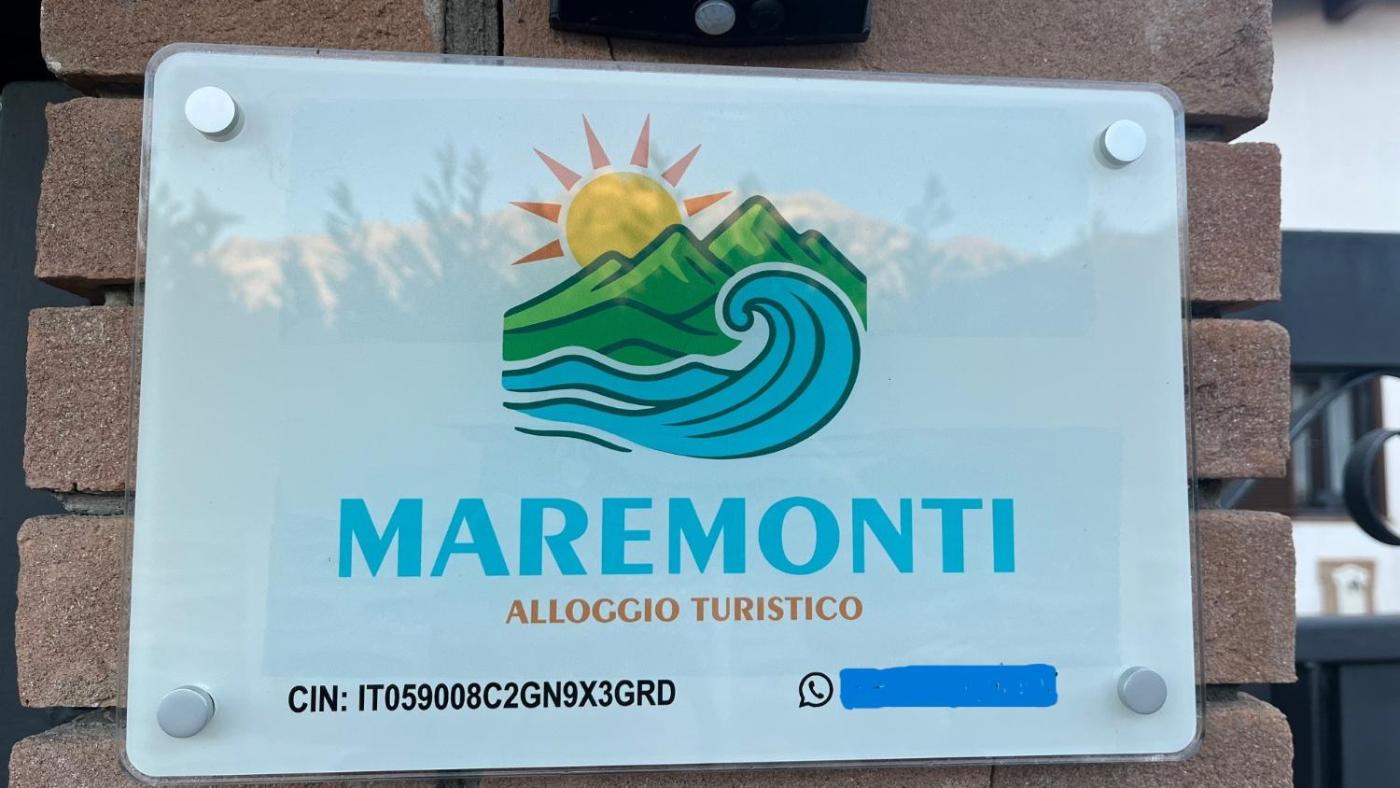 MAREMONTI
ALLOGGIO TURISTICO
CIN: IT059008C2GN9X3GRD